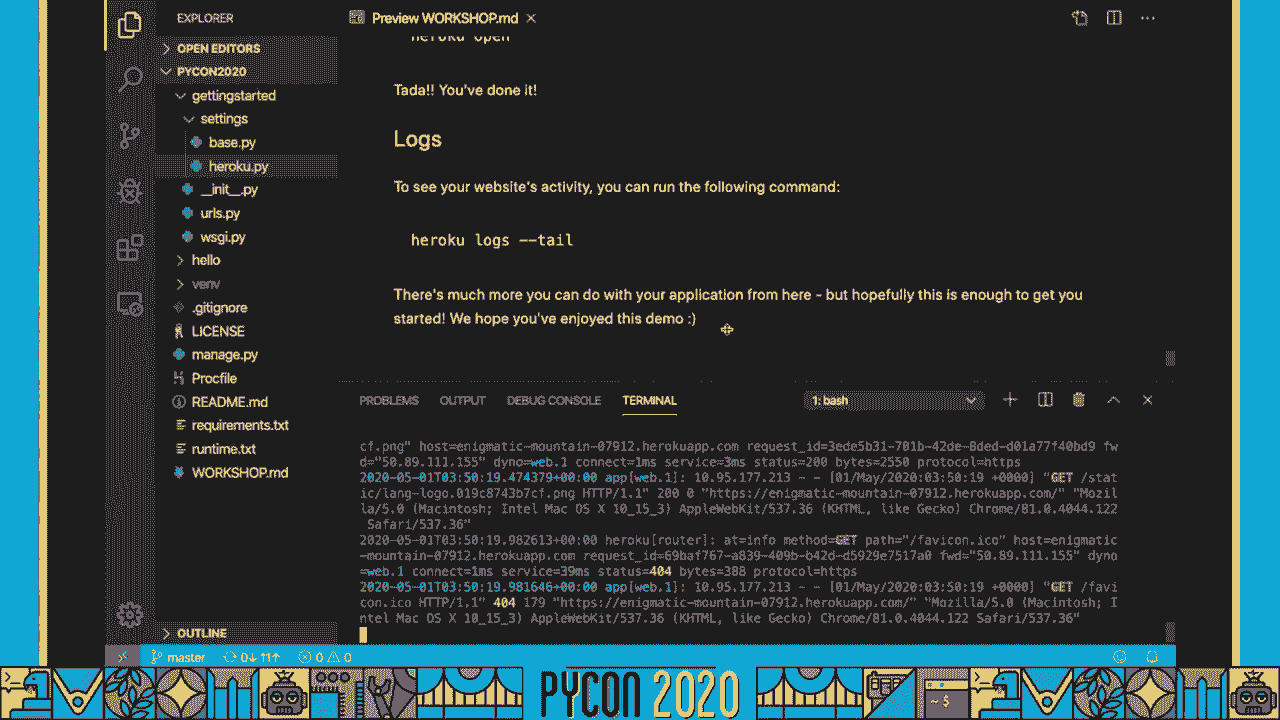 EXPLORER
Preview WORKSHOP.md
OPEN EDITORS
PYCON2020
gettingstarted
settings
base.py
heroku.py
__init__.py
urls.py
wsgi.py
hello
venv
.gitignore
LICENSE
manage.py
Procfile
README.md
requirements.txt
runtime.txt
WORKSHOP.md
OUTLINE
heroku open
Tada!! You've done it!
Logs
To see your website's activity, you can run the following command:
heroku logs --tail
There's much more you can do with your application from here - but hopefully this is enough to get you
started! We hope you've enjoyed this demo :)
PROBLEMS OUTPUT DEBUG CONSOLE TERMINAL 1: bash
cf.png" host=enigmatic-mountain-07912.herokuapp.com request_id=3ede5b31-701b-42de-8ded-d01a77f40bd9 fw
d="50.89.111.155" dyno=web.1 connect=1ms service=3ms status=200 bytes=2550 protocol=https
2020-05-01T03:50:19.474379+00:00 app[web.1]: 10.95.177.213 - - [01/May/2020:03:50:19 +0000] "GET /stat
ic/lang-logo.019c8743b7cf.png HTTP/1.1" 200 0 "https://enigmatic-mountain-07912.herokuapp.com/" "Mozil
la/5.0 (Macintosh; Intel Mac OS X 10_15_3) AppleWebKit/537.36 (KHTML, like Gecko) Chrome/81.0.4044.122
Safari/537.36"
2020-05-01T03:50:19.982613+00:00 heroku[router]: at=info method=GET path="/favicon.ico" host=enigmatic
-mountain-07912.herokuapp.com request_id=69baf767-a839-409b-b42d-d5929e7517a0 fwd="50.89.111.155" dyno
=web.1 connect=1ms service=39ms status=404 bytes=388 protocol=https
2020-05-01T03:50:19.981646+00:00 app[web.1]: 10.95.177.213 - - [01/May/2020:03:50:19 +0000] "GET /favi
con.ico HTTP/1.1" 404 179 "https://enigmatic-mountain-07912.herokuapp.com/" "Mozilla/5.0 (Macintosh; I
ntel Mac OS X 10_15_3) AppleWebKit/537.36 (KHTML, like Gecko) Chrome/81.0.4044.122 Safari/537.36"
master 0↓ 11↑ 0 0
PYCON 2020
~ $